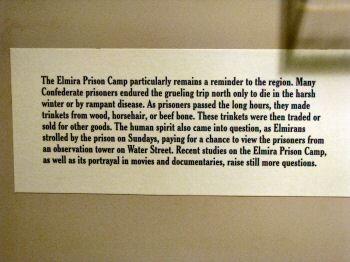 The Elmira Prison Camp particularly remains a reminder to the region. Many
Confederate prisoners endured the grueling trip north only to die in the harsh
winter or by rampant disease. As prisoners passed the long hours, they made
trinkets from wood, horsehair, or beef bone. These trinkets were then traded or
sold for other goods. The human spirit also came into question, as Elmirans
strolled by the prison on Sundays, paying for a chance to view the prisoners from
an observation tower on Water Street. Recent studies on the Elmira Prison Camp,
as well as its portrayal in movies and documentaries, raise still more questions.